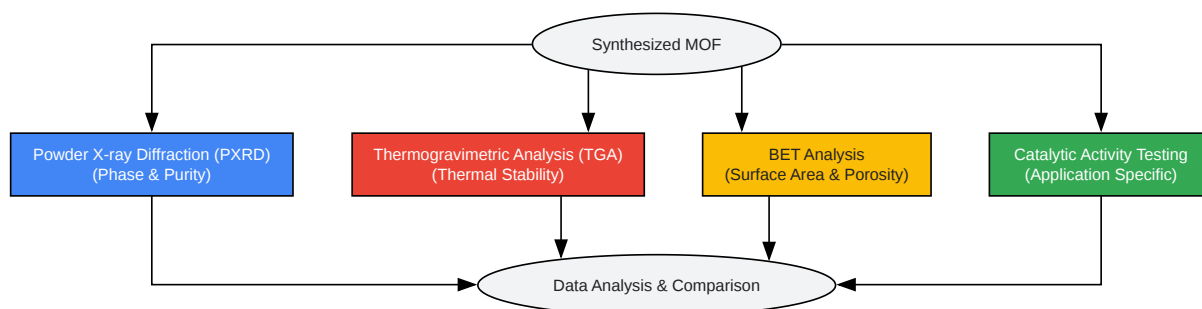 Synthesized MOF
Powder X-ray Diffraction (PXRD)
(Phase & Purity)
Thermogravimetric Analysis (TGA)
(Thermal Stability)
BET Analysis
(Surface Area & Porosity)
Catalytic Activity Testing
(Application Specific)
Data Analysis & Comparison